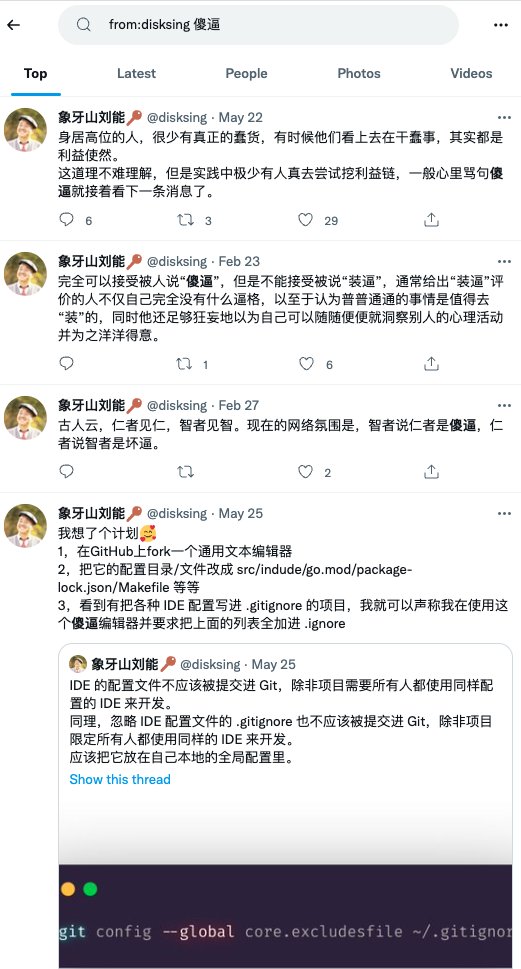 from:disksing 傻逼
Top Latest People Photos Videos
象牙山刘能 @disksing · May 22
身居高位的人，很少有真正的蠢货，有时候他们看上去在干蠢事，其实都是
利益使然。
这道理不难理解，但是实践中极少有人真去尝试挖利益链，一般心里骂句傻
逼就接着看下一条消息了。
6 3 29
象牙山刘能 @disksing · Feb 23
完全可以接受被人说“傻逼”，但是不能接受被说“装逼”，通常给出“装逼”评
价的人不仅自己完全没有什么逼格，以至于认为普普通通的事情是值得去
“装”的，同时他还足够狂妄地以为自己可以随随便便就洞察别人的心理活动
并为之洋洋得意。
1 6
象牙山刘能 @disksing · Feb 27
古人云，仁者见仁，智者见智。现在的网络氛围是，智者说仁者是傻逼，仁
者说智者是坏逼。
2
象牙山刘能 @disksing · May 25
我想了个计划🥰
1，在GitHub上fork一个通用文本编辑器
2，把它的配置目录/文件改成 src/indude/go.mod/package-
lock.json/Makefile 等等
3，看到有把各种 IDE 配置写进 .gitignore 的项目，我就可以声称我在使用这
个傻逼编辑器并要求把上面的列表全加进 .ignore
象牙山刘能 @disksing · May 25
IDE 的配置文件不应该被提交进 Git，除非项目需要所有人都使用同样配
置的 IDE 来开发。
同理，忽略 IDE 配置文件的 .gitignore 也不应该被提交进 Git，除非项目
限定所有人都使用同样的 IDE 来开发。
应该把它放在自己本地的全局配置里。
Show this thread
git config --global core.excludesfile ~/.gitignor